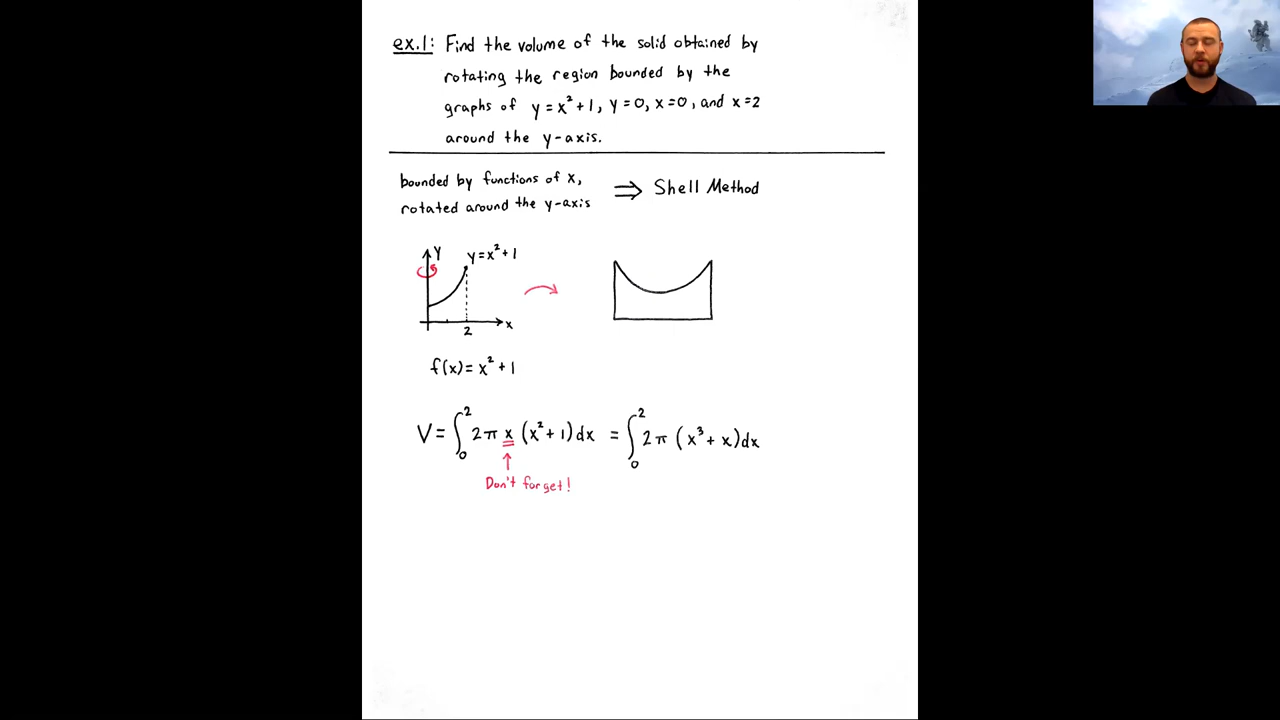 ex.1: Find the volume of the solid obtained by
rotating the region bounded by the
graphs of y = x² + 1, y = 0, x = 0, and x = 2
around the y-axis.
bounded by functions of x,
rotated around the y-axis
⇒ Shell Method
y
y = x² + 1
x
2
f(x) = x² + 1
V = ∫₀² 2π x (x² + 1) dx = ∫₀² 2π (x³ + x) dx
Don't forget!